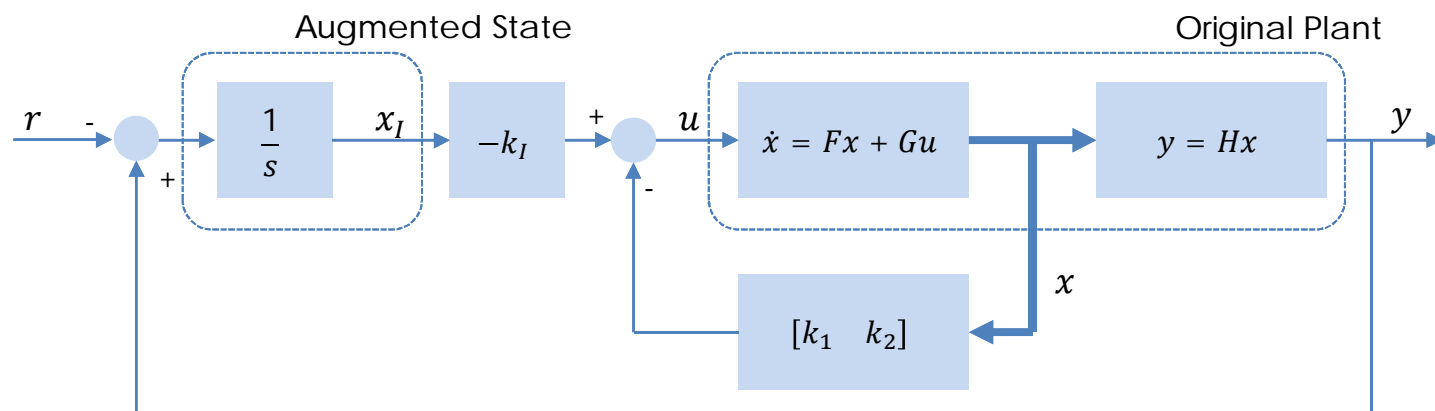 Augmented State
Original Plant
r
-
+
1
s
x_I
-k_I
+
-
u
ẋ = Fx + Gu
y = Hx
y
x
[k_1 k_2]